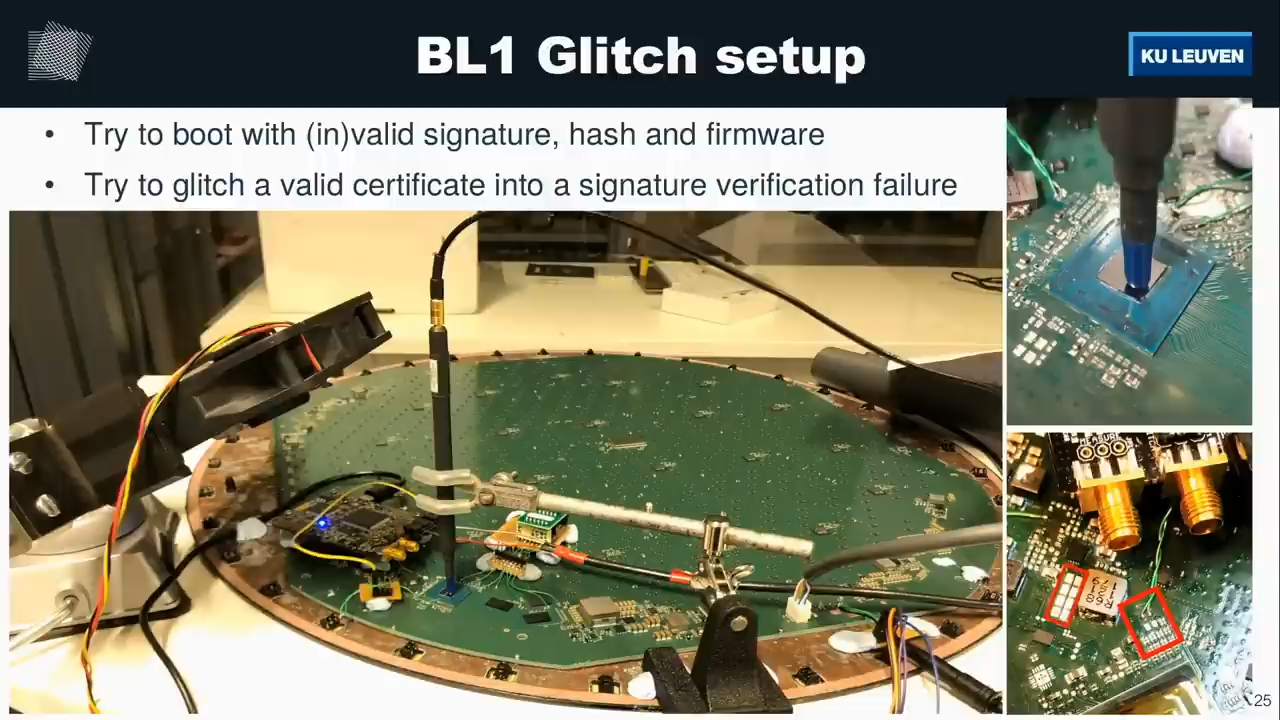 BL1 Glitch setup
KU LEUVEN
• Try to boot with (in)valid signature, hash and firmware
• Try to glitch a valid certificate into a signature verification failure
MEASURE
25